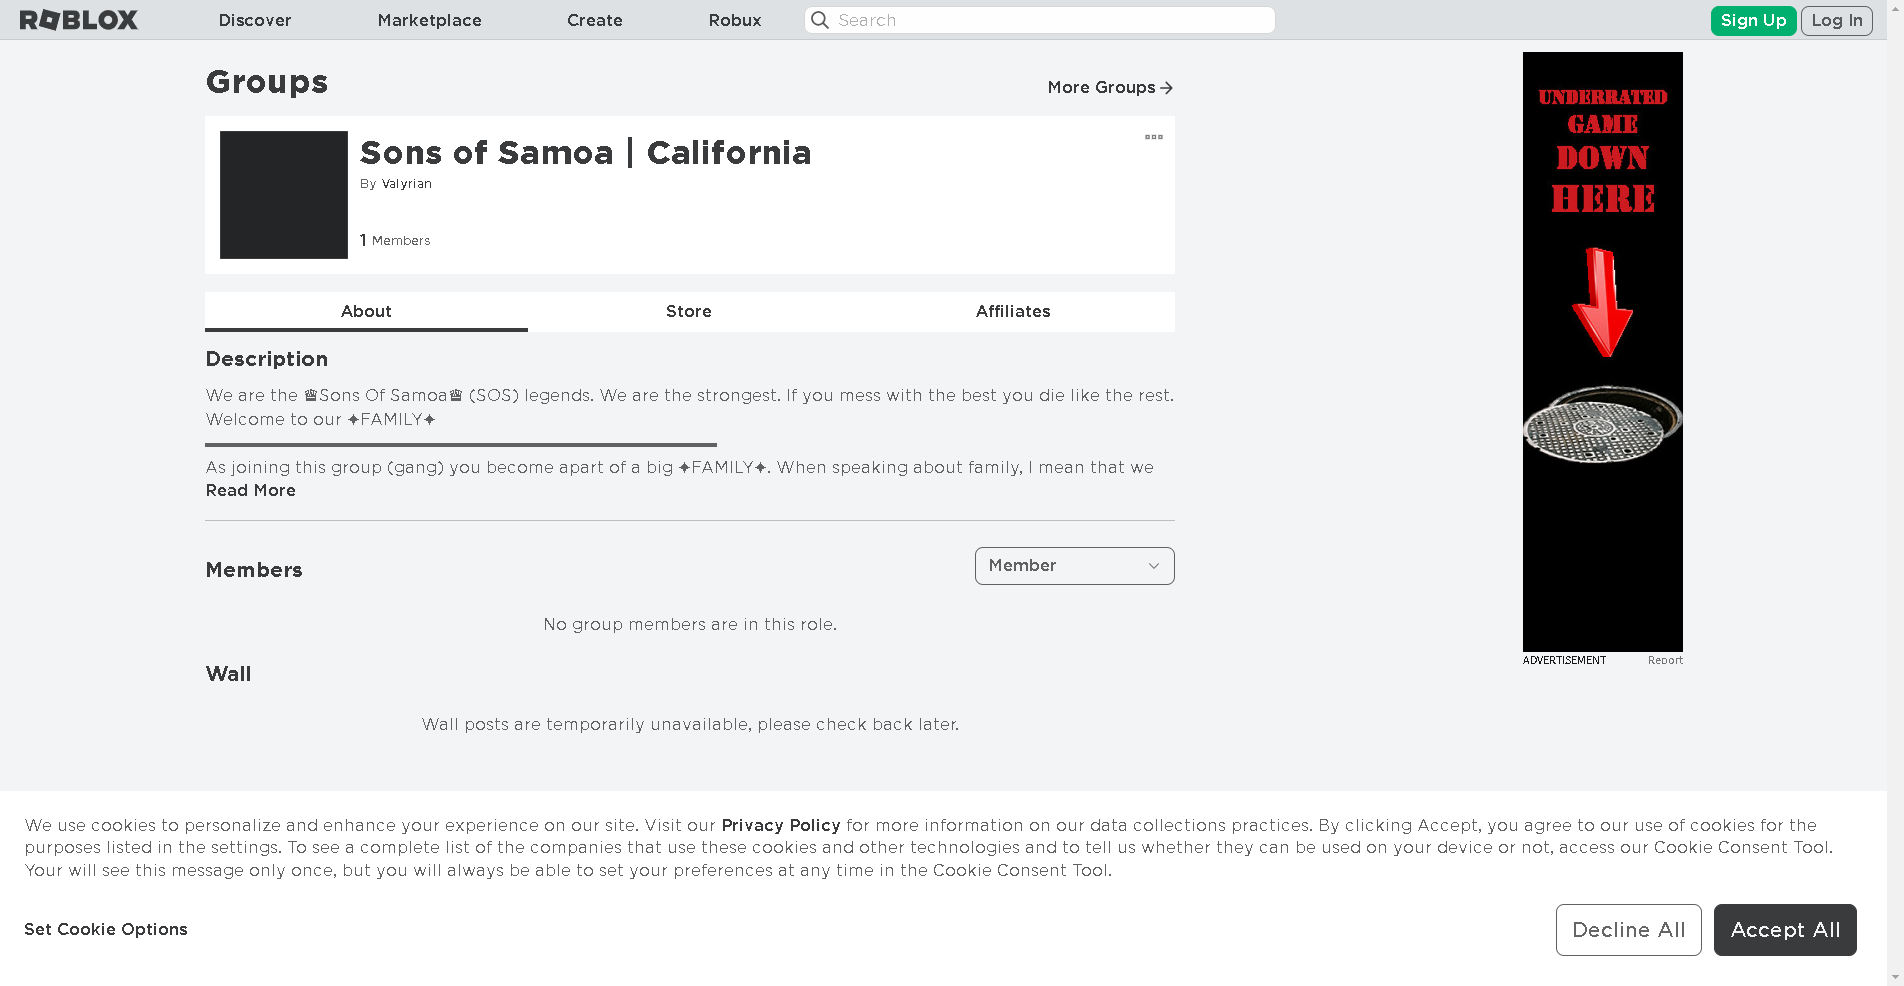 ROBLOX
Discover
Marketplace
Create
Robux
Search
Sign Up
Log In
Groups
More Groups
Sons of Samoa | California
By Valyrian
1 Members
About
Store
Affiliates
Description
We are the ♕Sons Of Samoa♕ (SOS) legends. We are the strongest. If you mess with the best you die like the rest.
Welcome to our ✦FAMILY✦
As joining this group (gang) you become apart of a big ✦FAMILY✦. When speaking about family, I mean that we
Read More
Members
Member
No group members are in this role.
Wall
Wall posts are temporarily unavailable, please check back later.
UNDERRATED
GAME
DOWN
HERE
ADVERTISEMENT
Report
We use cookies to personalize and enhance your experience on our site. Visit our Privacy Policy for more information on our data collections practices. By clicking Accept, you agree to our use of cookies for the
purposes listed in the settings. To see a complete list of the companies that use these cookies and other technologies and to tell us whether they can be used on your device or not, access our Cookie Consent Tool.
Your will see this message only once, but you will always be able to set your preferences at any time in the Cookie Consent Tool.
Set Cookie Options
Decline All
Accept All